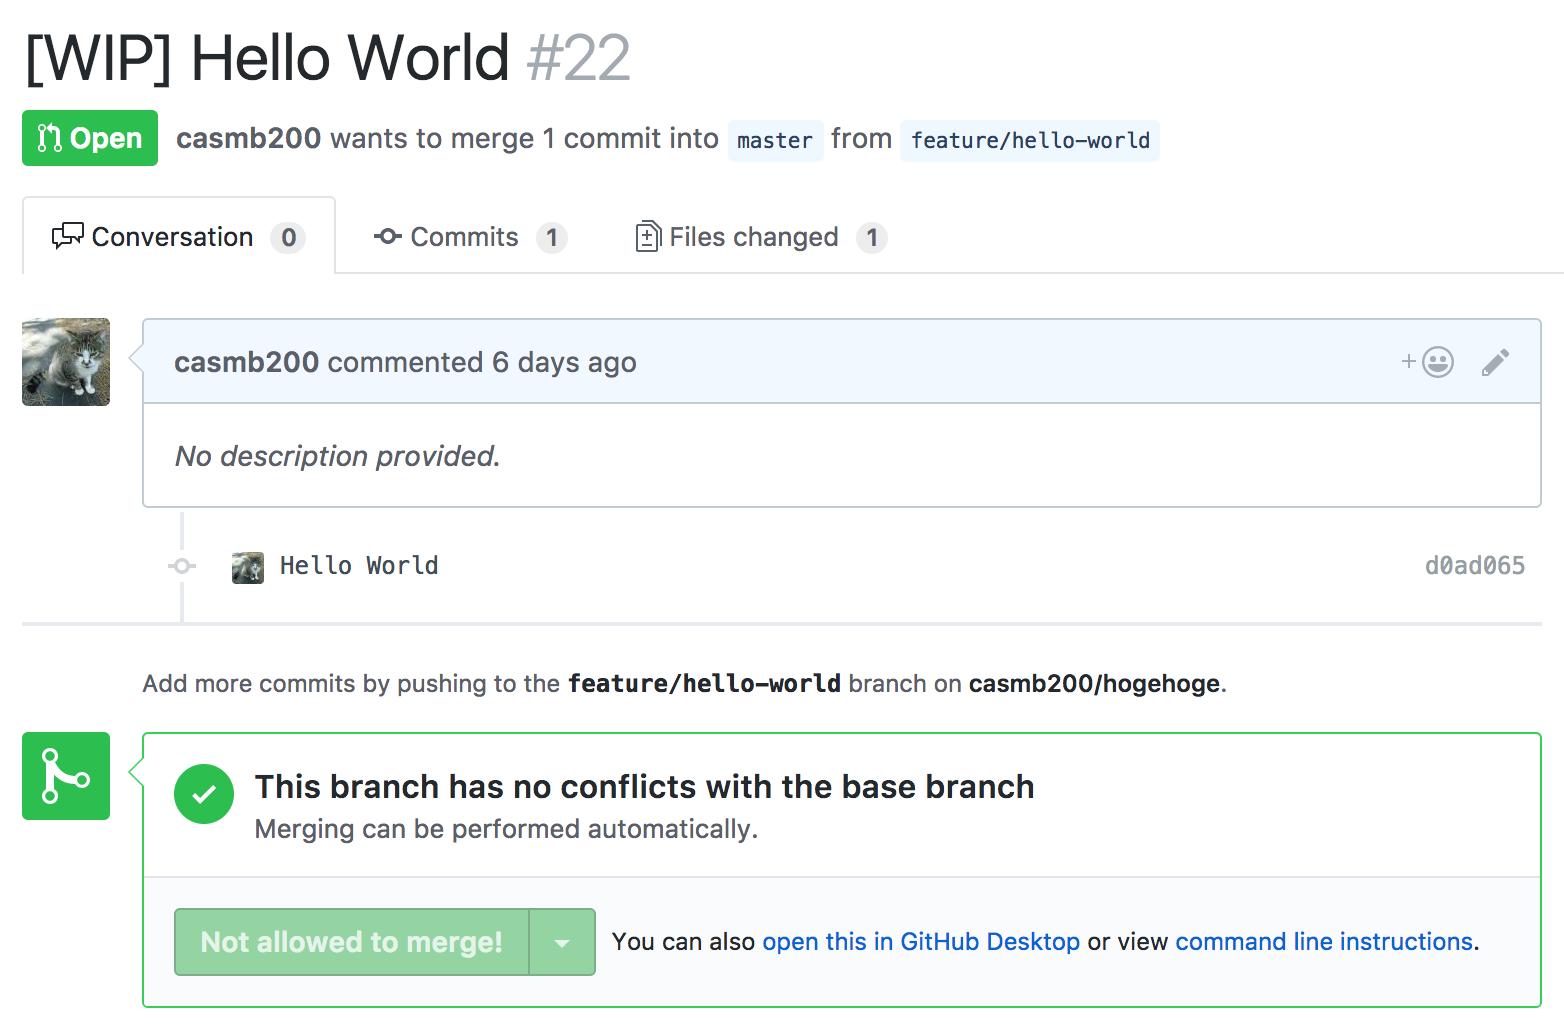 [WIP] Hello World #22
Open casmb200 wants to merge 1 commit into master from feature/hello-world
Conversation 0 Commits 1 Files changed 1
casmb200 commented 6 days ago
No description provided.
Hello World d0ad065
Add more commits by pushing to the feature/hello-world branch on casmb200/hogehoge.
This branch has no conflicts with the base branch
Merging can be performed automatically.
Not allowed to merge! You can also open this in GitHub Desktop or view command line instructions.